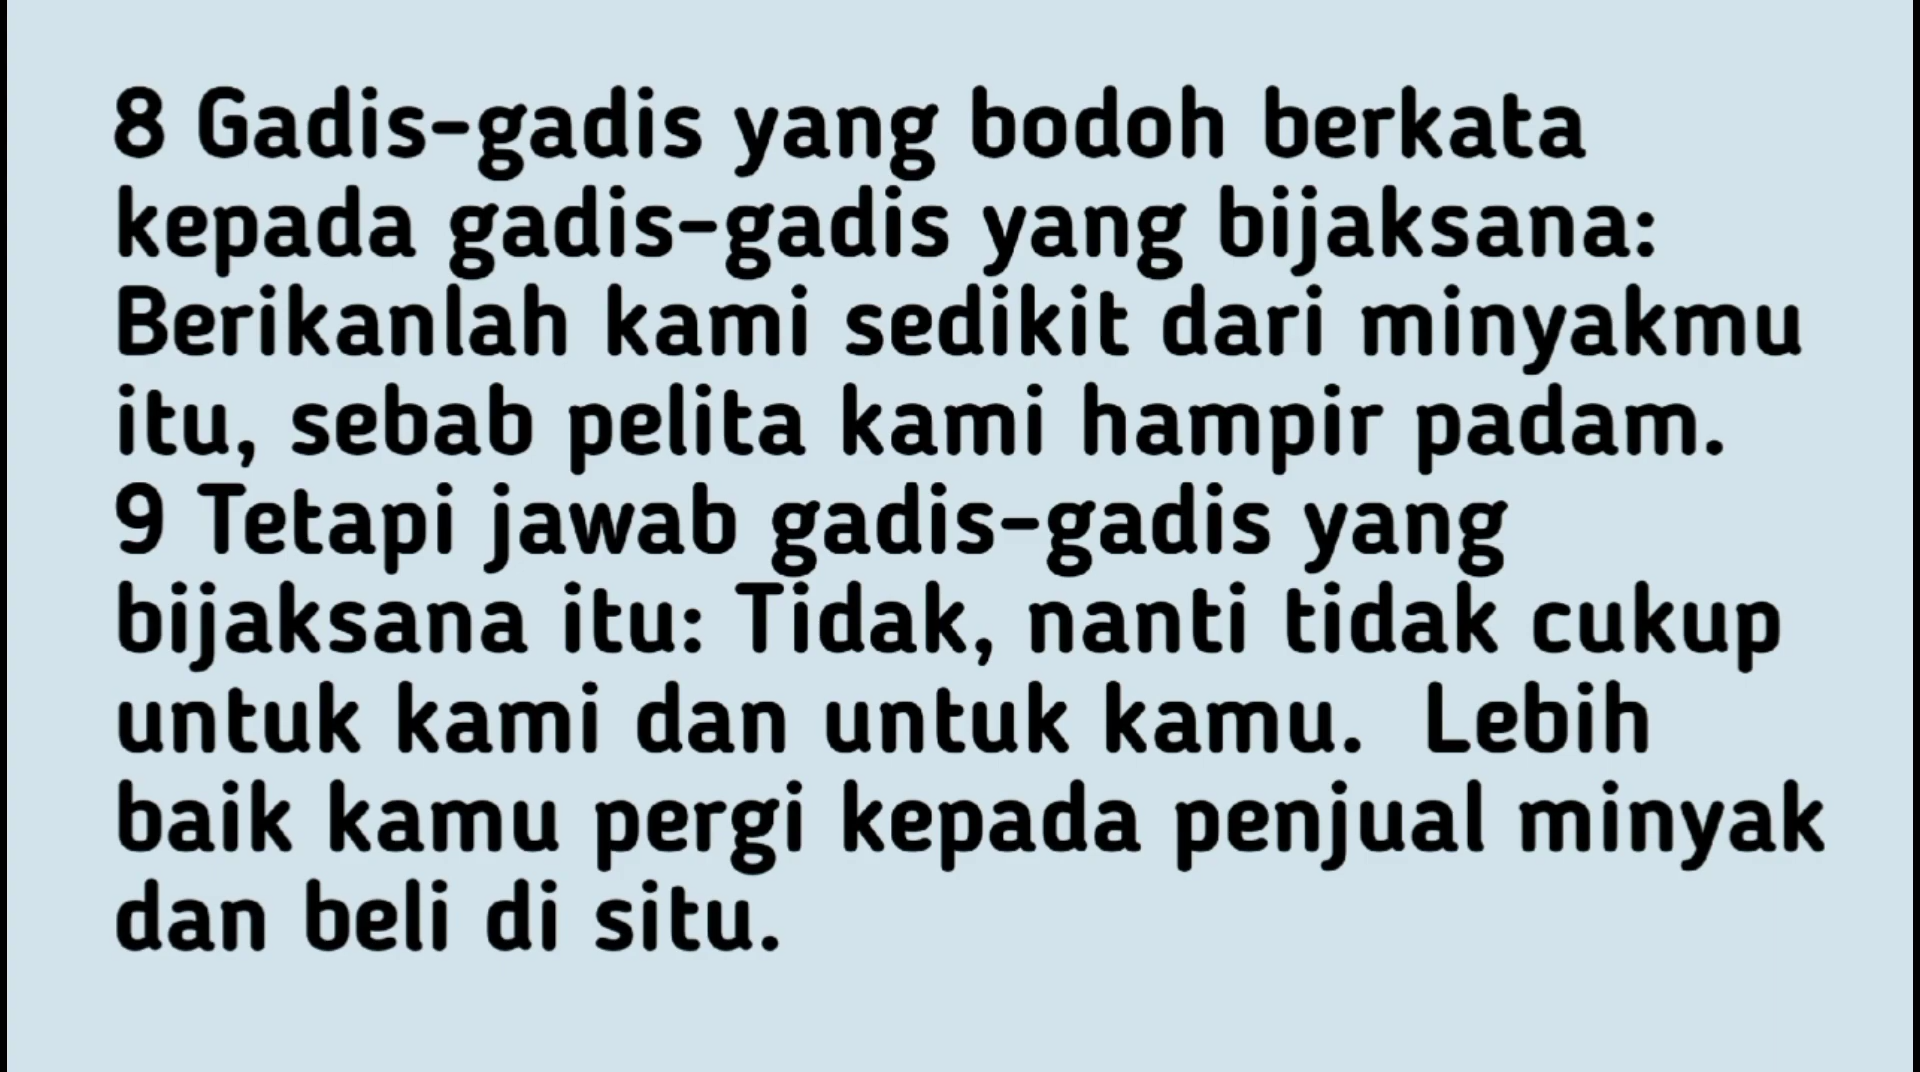 8 Gadis-gadis yang bodoh berkata
kepada gadis-gadis yang bijaksana:
Berikanlah kami sedikit dari minyakmu
itu, sebab pelita kami hampir padam.
9 Tetapi jawab gadis-gadis yang
bijaksana itu: Tidak, nanti tidak cukup
untuk kami dan untuk kamu.  Lebih
baik kamu pergi kepada penjual minyak
dan beli di situ.